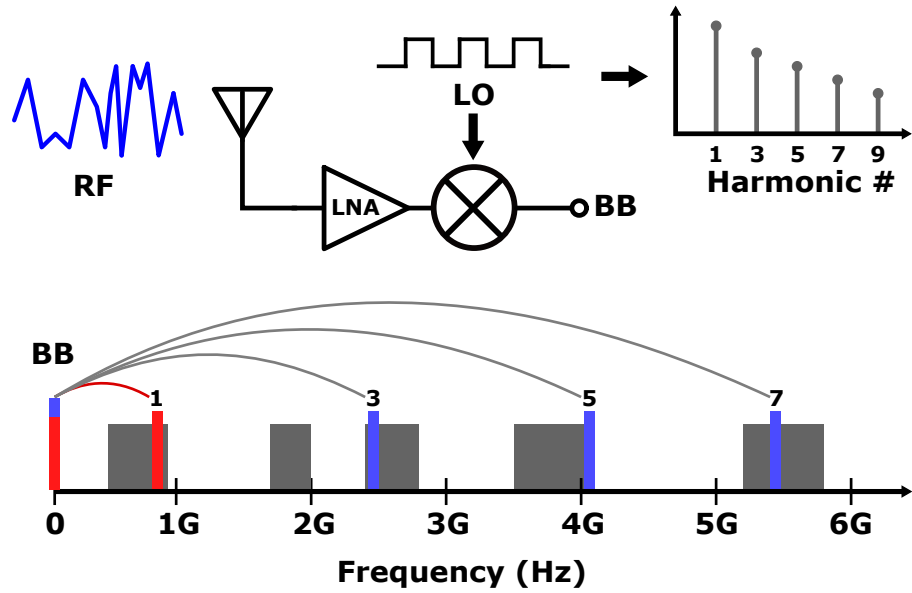 RF
LNA
LO
BB
1 3 5 7 9
Harmonic #
BB
1 3 5 7
0 1G 2G 3G 4G 5G 6G
Frequency (Hz)